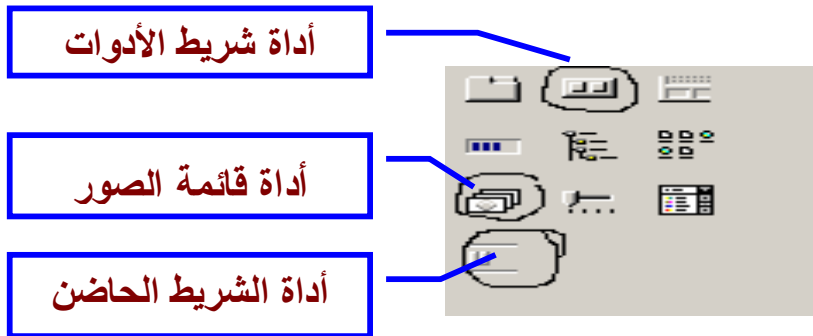 أداة شريط الأدوات
أداة قائمة الصور
أداة الشريط الحاضن